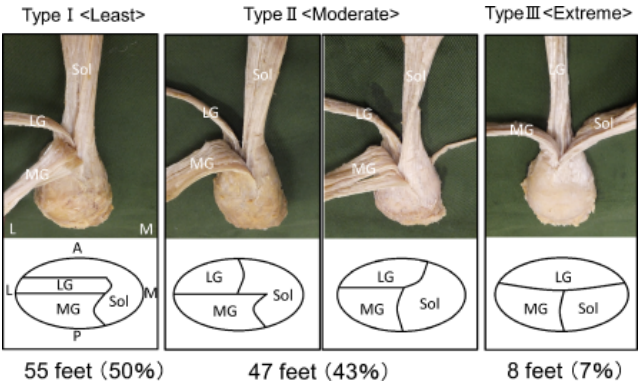 Type Ⅰ <Least>
Type Ⅱ <Moderate>
Type Ⅲ <Extreme>
Sol
LG
MG
L
M
Sol
LG
MG
Sol
LG
MG
LG
MG
Sol
A
L
LG
MG
Sol
M
P
LG
MG
Sol
LG
MG
Sol
LG
MG
Sol
55 feet (50%)
47 feet (43%)
8 feet (7%)